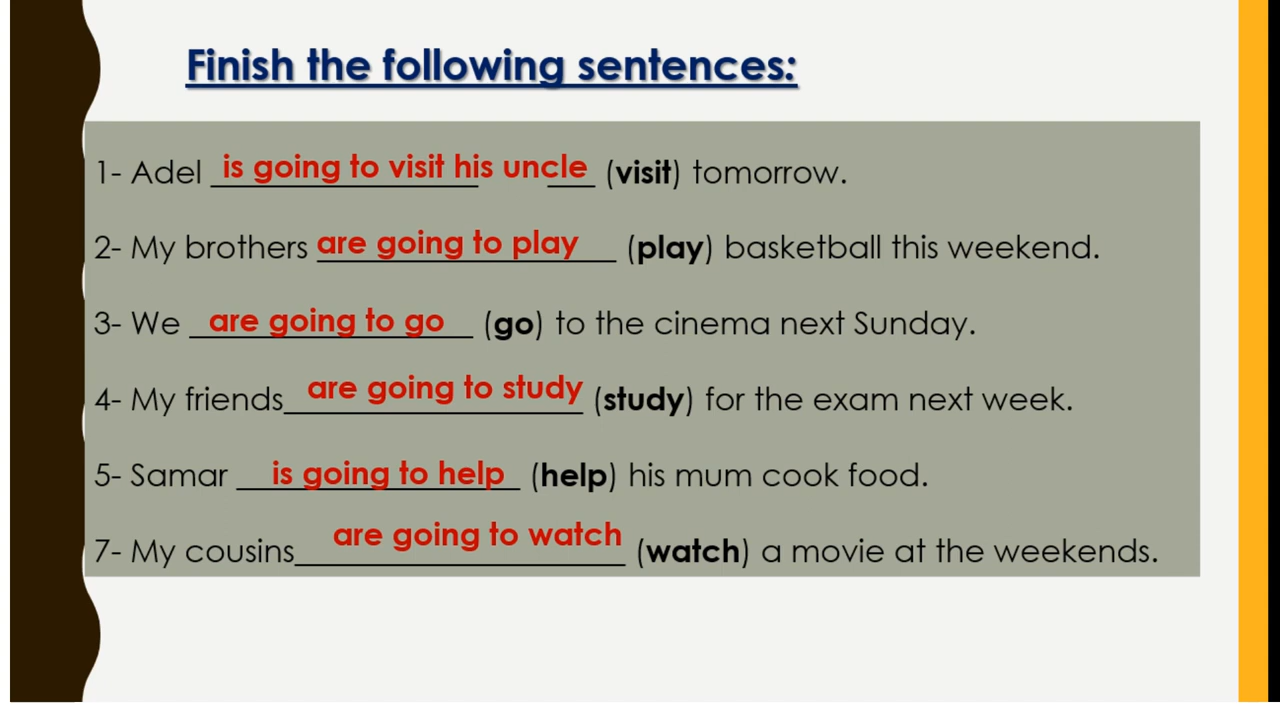 Finish the following sentences:
1- Adel is going to visit his uncle (visit) tomorrow.
2- My brothers are going to play (play) basketball this weekend.
3- We are going to go (go) to the cinema next Sunday.
4- My friends are going to study (study) for the exam next week.
5- Samar is going to help (help) his mum cook food.
7- My cousins are going to watch (watch) a movie at the weekends.